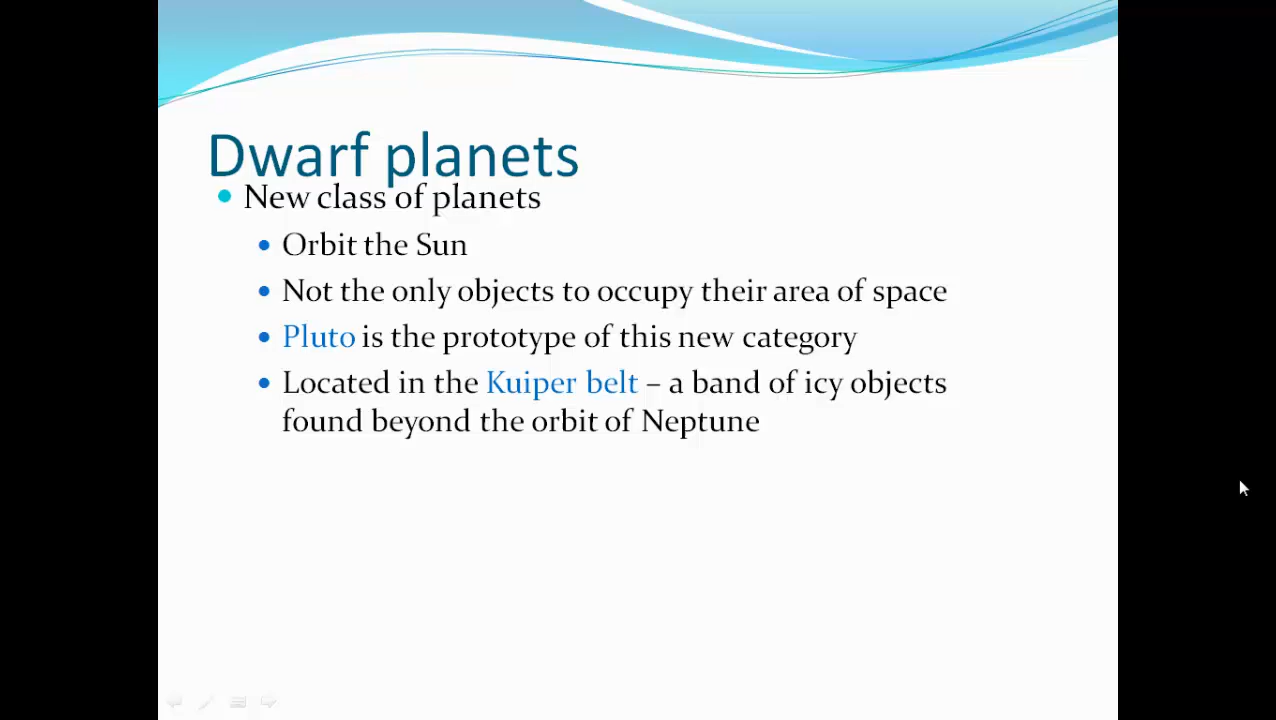 Dwarf planets
• New class of planets
• Orbit the Sun
• Not the only objects to occupy their area of space
• Pluto is the prototype of this new category
• Located in the Kuiper belt – a band of icy objects
found beyond the orbit of Neptune